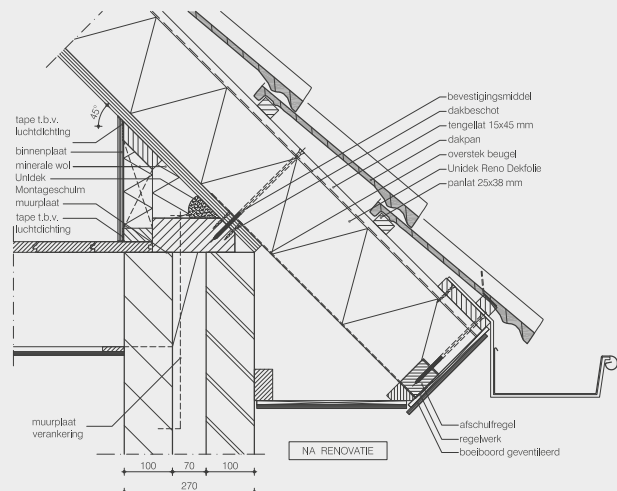 bevestigingsmiddel
dakbeschot
tengellat 15x45 mm
dakpan
overstek beugel
Unidek Reno Dekfolie
panlat 25x38 mm
45°
tape t.b.v.
luchtdichting
binnenplaat
minerale wol
Unidek
Montageschuim
muurplaat
tape t.b.v.
luchtdichting
muurplaat
verankering
NA RENOVATIE
afschuifregel
regelwerk
boeiboord geventileerd
100
70
100
270